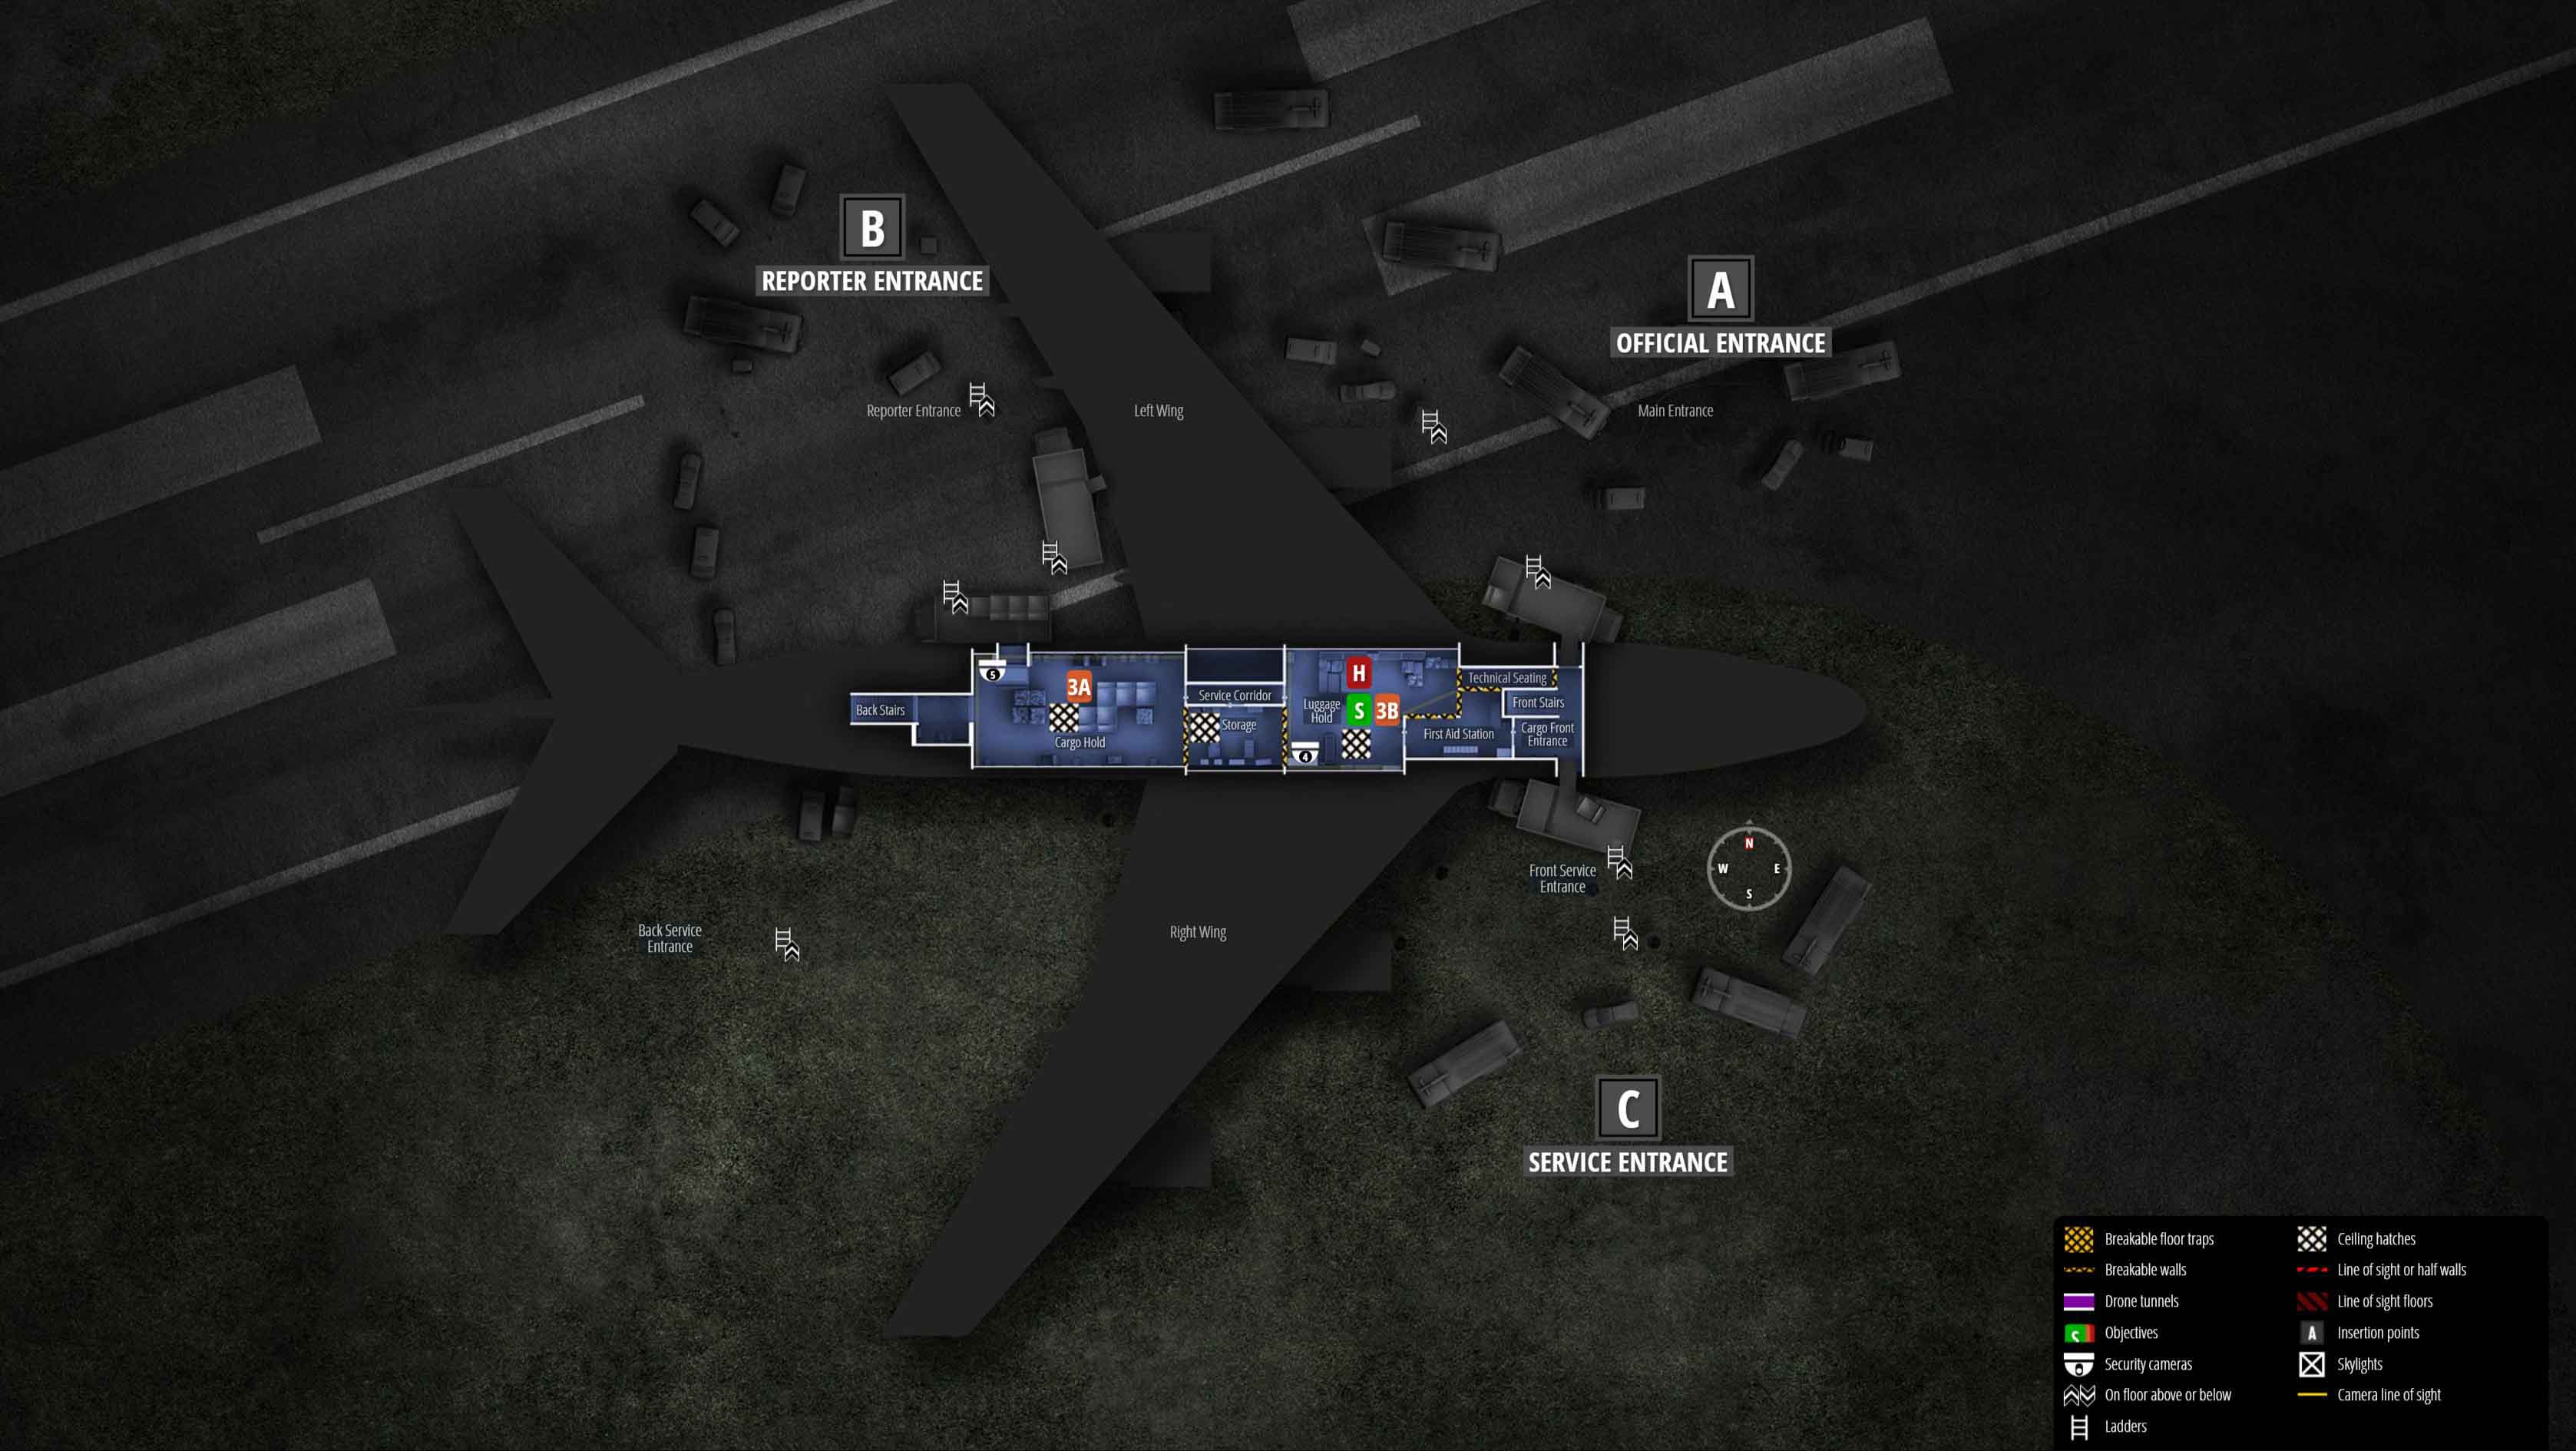 B
REPORTER ENTRANCE
A
OFFICIAL ENTRANCE
Reporter Entrance
Left Wing
Main Entrance
5
3A
Cargo Hold
Back Stairs
Service Corridor
Storage
H
Luggage
Hold
S
3B
4
Technical Seating
Front Stairs
First Aid Station
Cargo Front
Entrance
Front Service
Entrance
N
W
E
S
Back Service
Entrance
Right Wing
C
SERVICE ENTRANCE
Breakable floor traps
Breakable walls
Drone tunnels
S
Objectives
Security cameras
On floor above or below
Ladders
Ceiling hatches
Line of sight or half walls
Line of sight floors
A
Insertion points
Skylights
Camera line of sight